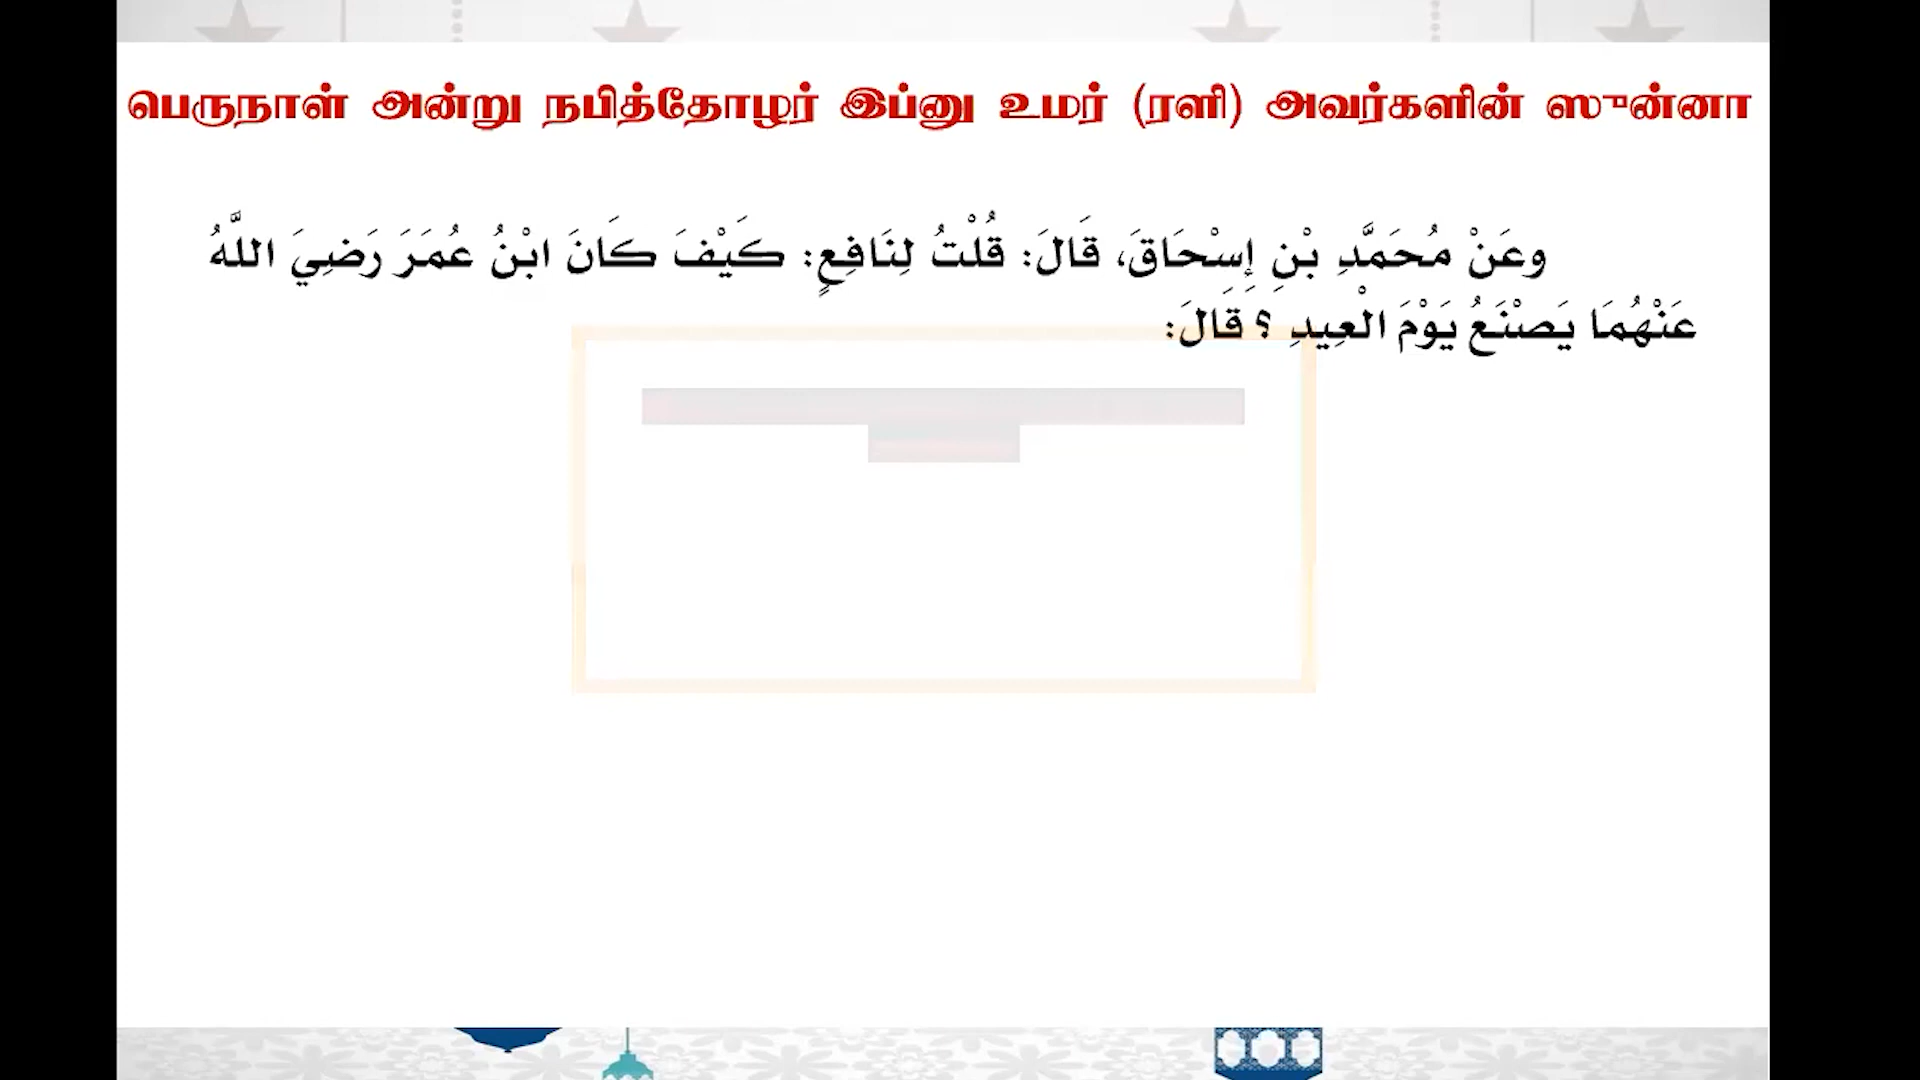 பெருநாள் அன்று நபித்தோழர் இப்னு உமர் (ரளி) அவர்களின் ஸுன்னா
وعَنْ مُحَمَّدِ بْنِ إِسِْحَاقَ، قَالَ: قُلْتُ لِنَافِعٍ: كَيْفَ كَانَ ابْنُ عُمَرَ رَضِيَ اللَّهُ
عَنْهُمَا يَصْنَعُ يَوْمَ الْعِيدِ ؟ قَالَ: